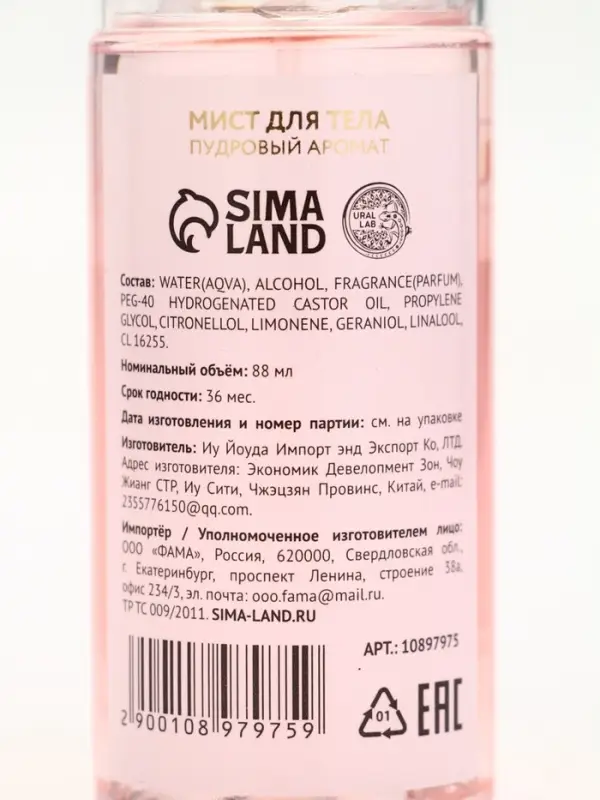 МИСТ ДЛЯ ТЕЛА
ПУДРОВЫЙ АРОМАТ
SIMA LAND
URAL LAB
Состав: WATER(AQVA), ALCOHOL, FRAGRANCE(PARFUM),
PEG-40 HYDROGENATED CASTOR OIL, PROPYLENE
GLYCOL, CITRONELLOL, LIMONENE, GERANIOL, LINALOOL,
CL 16255.
Номинальный объём: 88 мл
Срок годности: 36 мес.
Дата изготовления и номер партии: см. на упаковке
Изготовитель: Иу Йоуда Импорт энд Экспорт Ко, ЛТД.
Адрес изготовителя: Экономик Девелопмент Зон, Чоу
Жианг СТР, Иу Сити, Чжэцзян Провинс, Китай, e-mail:
2355776150@qq.com.
Импортёр / Уполномоченное изготовителем лицо:
ООО «ФАМА», Россия, 620000, Свердловская обл.,
г. Екатеринбург, проспект Ленина, строение 38а,
офис 234/3, эл. почта: ooo.fama@mail.ru.
ТР ТС 009/2011. SIMA-LAND.RU
АРТ.: 10897975
2 900108 979759
01
EAC